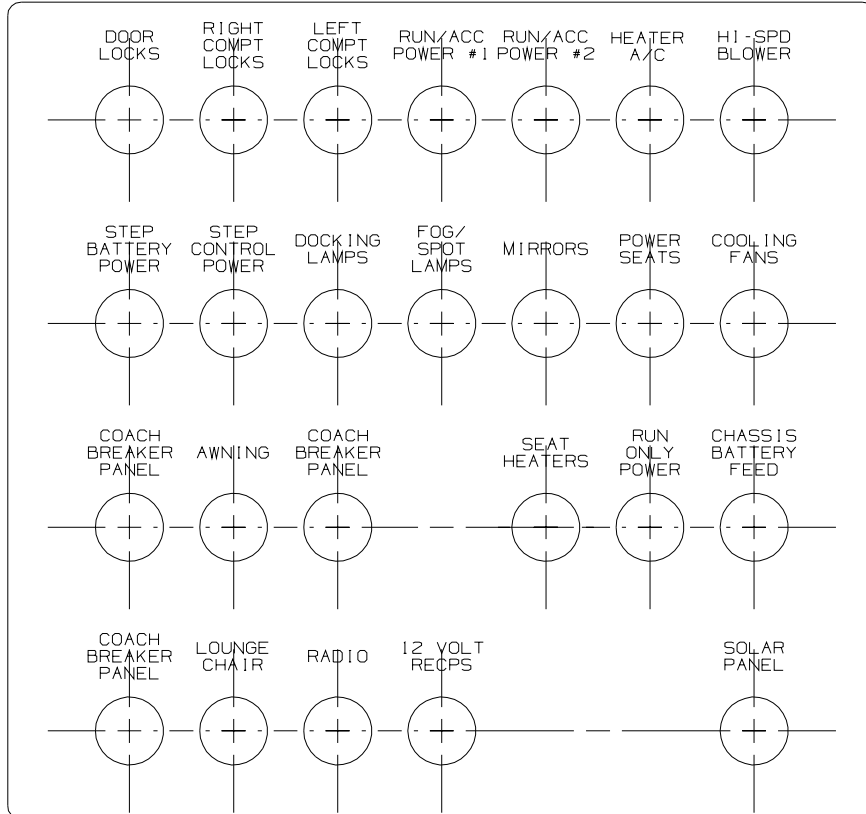 DOOR
LOCKS
RIGHT
COMPT
LOCKS
LEFT
COMPT
LOCKS
RUN/ACC
POWER #1
RUN/ACC
POWER #2
HEATER
A/C
HI-SPD
BLOWER
STEP
BATTERY
POWER
STEP
CONTROL
POWER
DOCKING
LAMPS
FOG/
SPOT
LAMPS
MIRRORS
POWER
SEATS
COOLING
FANS
COACH
BREAKER
PANEL
AWNING
COACH
BREAKER
PANEL
SEAT
HEATERS
RUN
ONLY
POWER
CHASSIS
BATTERY
FEED
COACH
BREAKER
PANEL
LOUNGE
CHAIR
RADIO
12 VOLT
RECPS
SOLAR
PANEL